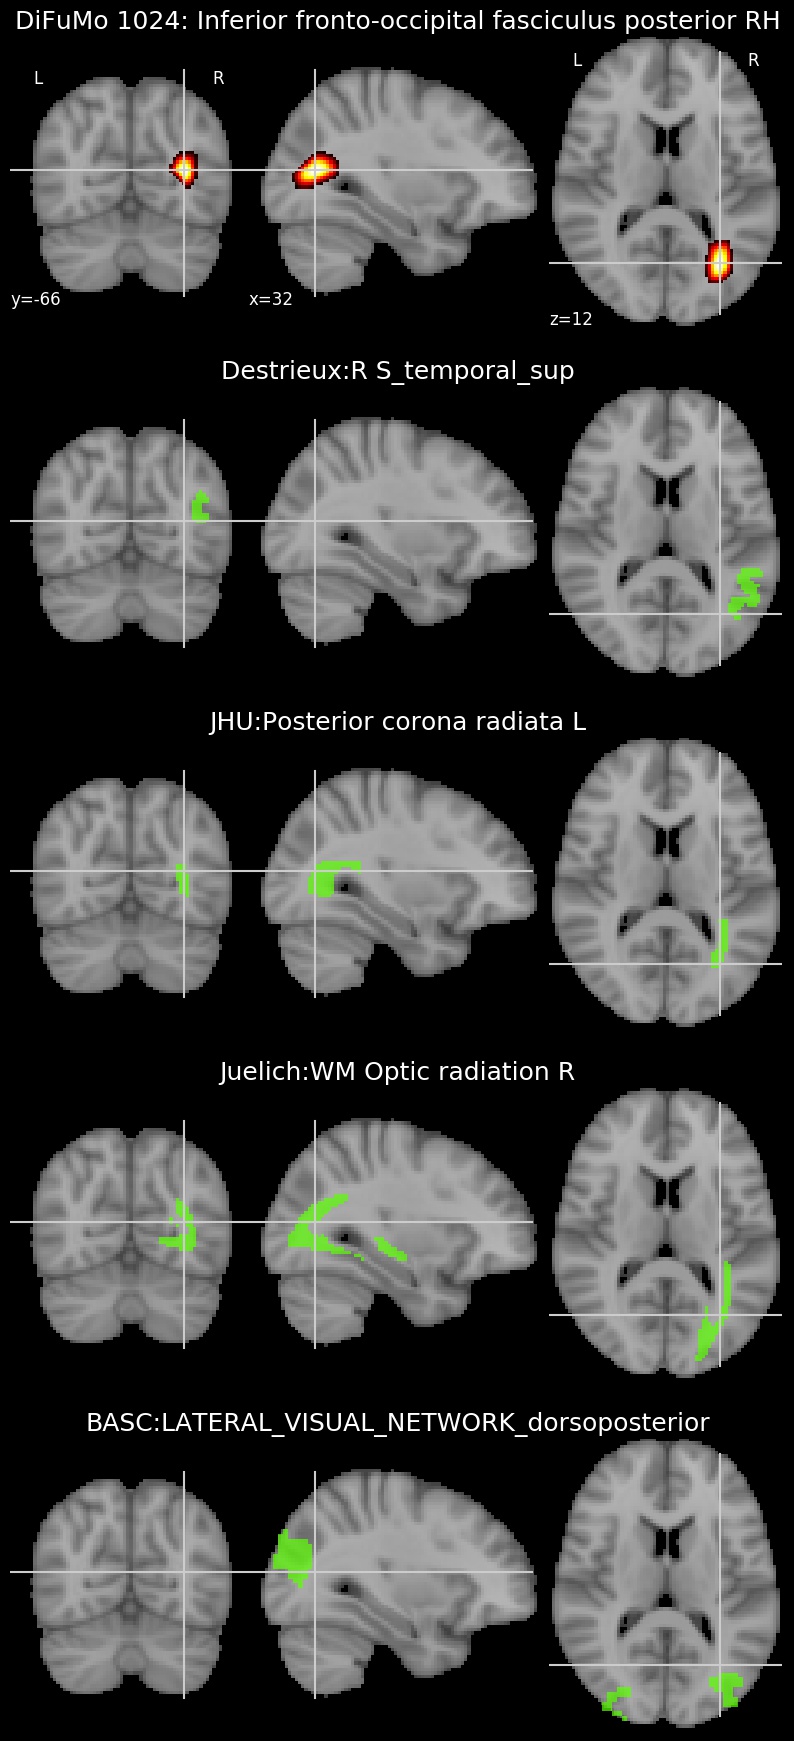 DiFuMo 1024: Inferior fronto-occipital fasciculus posterior RH
L R L R
y=-66 x=32 z=12
Destrieux:R S_temporal_sup
JHU:Posterior corona radiata L
Juelich:WM Optic radiation R
BASC:LATERAL_VISUAL_NETWORK_dorsoposterior